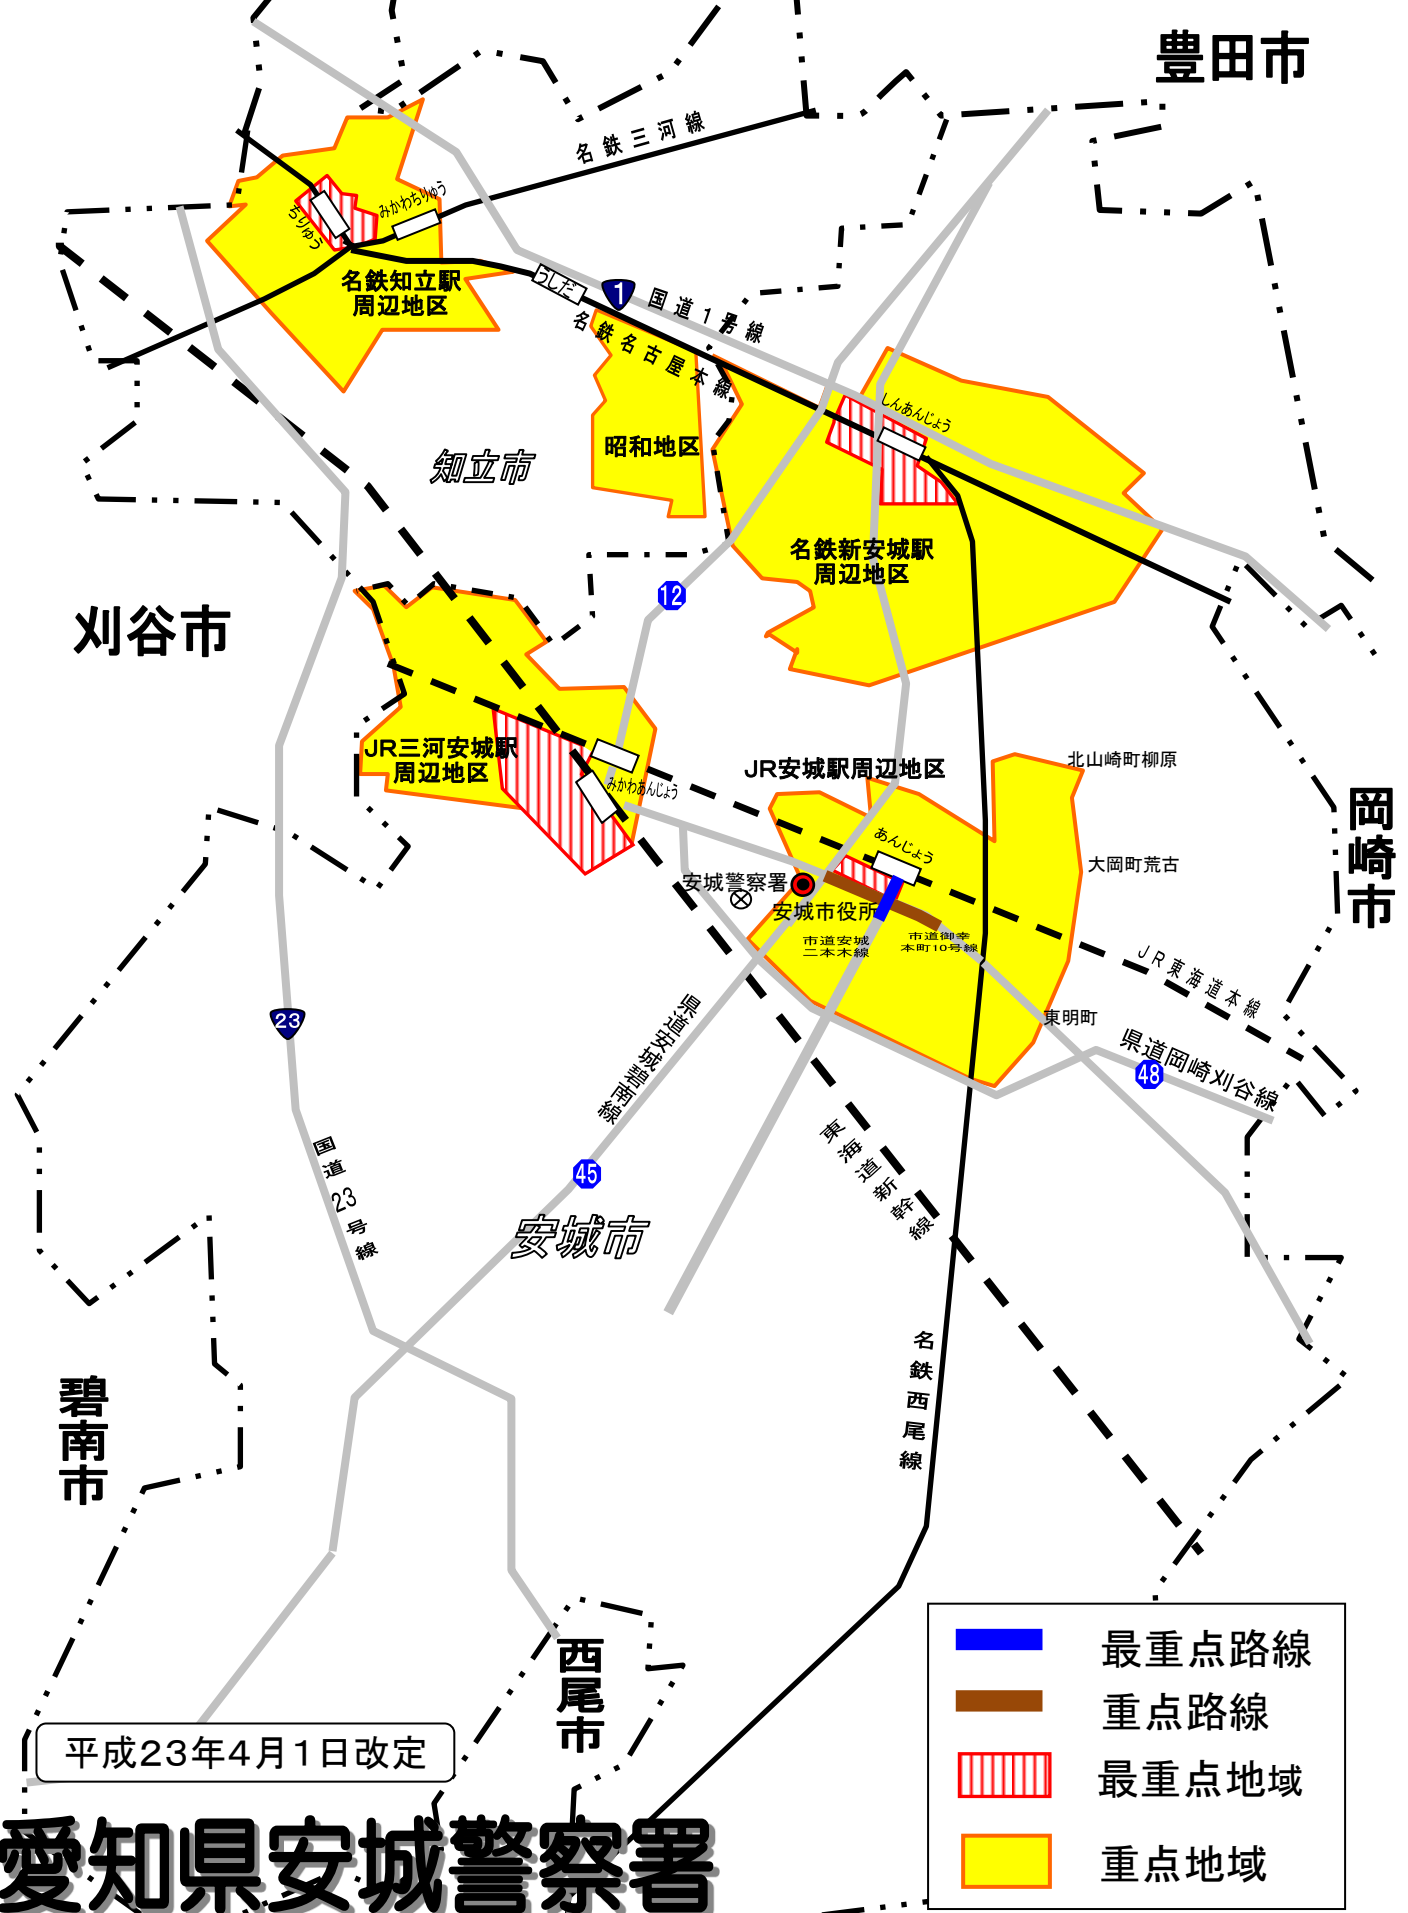 豊田市
名鉄三河線
みかわちりゅう
ちりゅう
名鉄知立駅
周辺地区
うしだ
1
国道1号線
名鉄名古屋本線
しんあんじょう
昭和地区
知立市
名鉄新安城駅
周辺地区
12
刈谷市
JR三河安城駅
周辺地区
みかわあんじょう
JR安城駅周辺地区
北山崎町柳原
岡崎市
あんじょう
大岡町荒古
安城警察署
安城市役所
市道安城
二本木線
市道御幸
本町10号線
JR東海道本線
東明町
県道岡崎刈谷線
48
県道安城碧南線
23
国道23号線
東海道新幹線
45
安城市
名鉄西尾線
碧南市
西尾市
最重点路線
重点路線
最重点地域
重点地域
平成23年4月1日改定
愛知県安城警察署